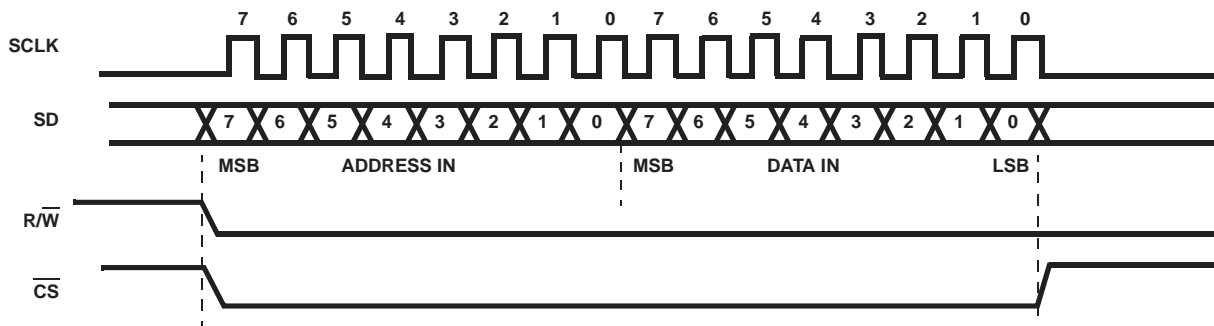 7 6 5 4 3 2 1 0 7 6 5 4 3 2 1 0
SCLK
SD 7 6 5 4 3 2 1 0 7 6 5 4 3 2 1 0
MSB ADDRESS IN MSB DATA IN LSB
R/W̅
C̅S̅